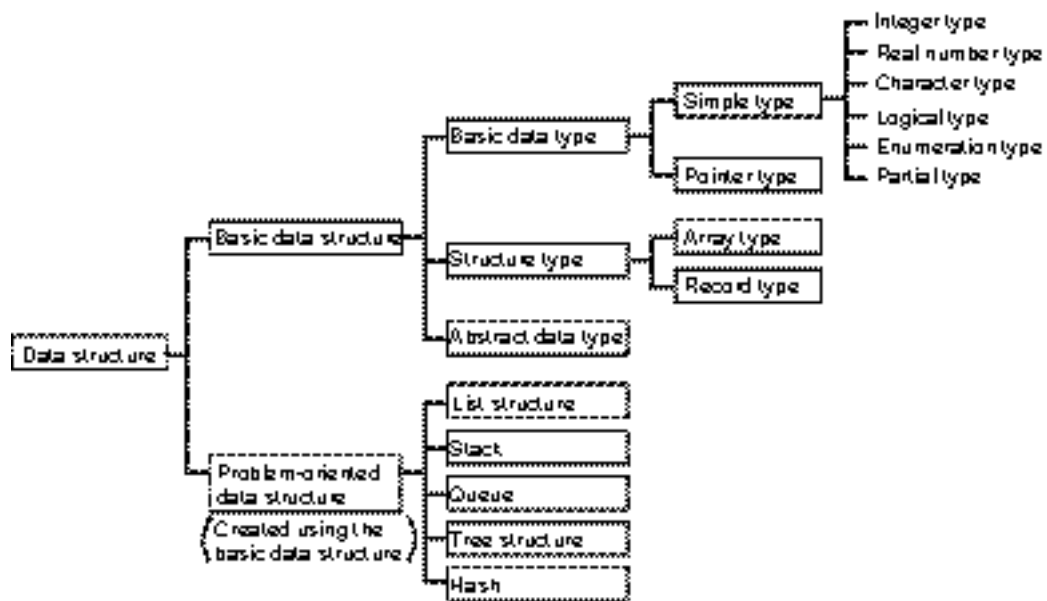 Integer type
Real number type
Character type
Logical type
Enumeration type
Partial type
Simple type
Basic data type
Pointer type
Basic data structure
Array type
Structure type
Record type
Abstract data type
Data structure
List structure
Stack
Problem-oriented
data structure
Queue
(Created using the
basic data structure)
Tree structure
Hash